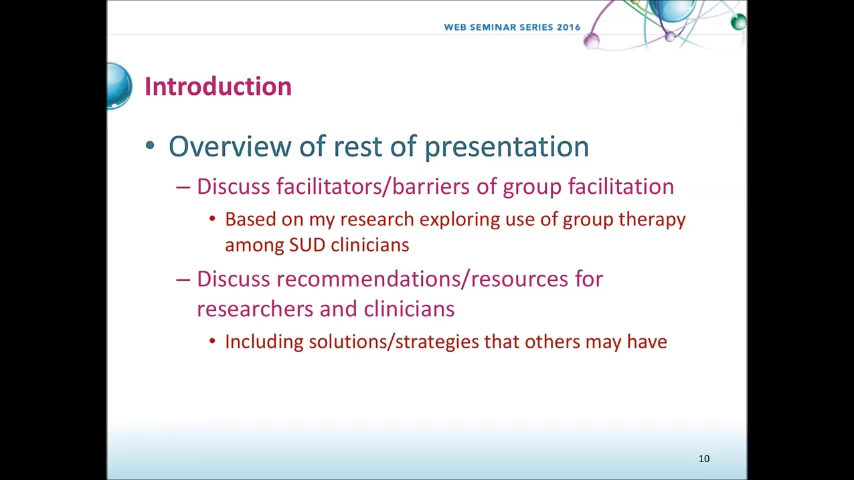 WEB SEMINAR SERIES 2016
Introduction
• Overview of rest of presentation
– Discuss facilitators/barriers of group facilitation
• Based on my research exploring use of group therapy
among SUD clinicians
– Discuss recommendations/resources for
researchers and clinicians
• Including solutions/strategies that others may have
10